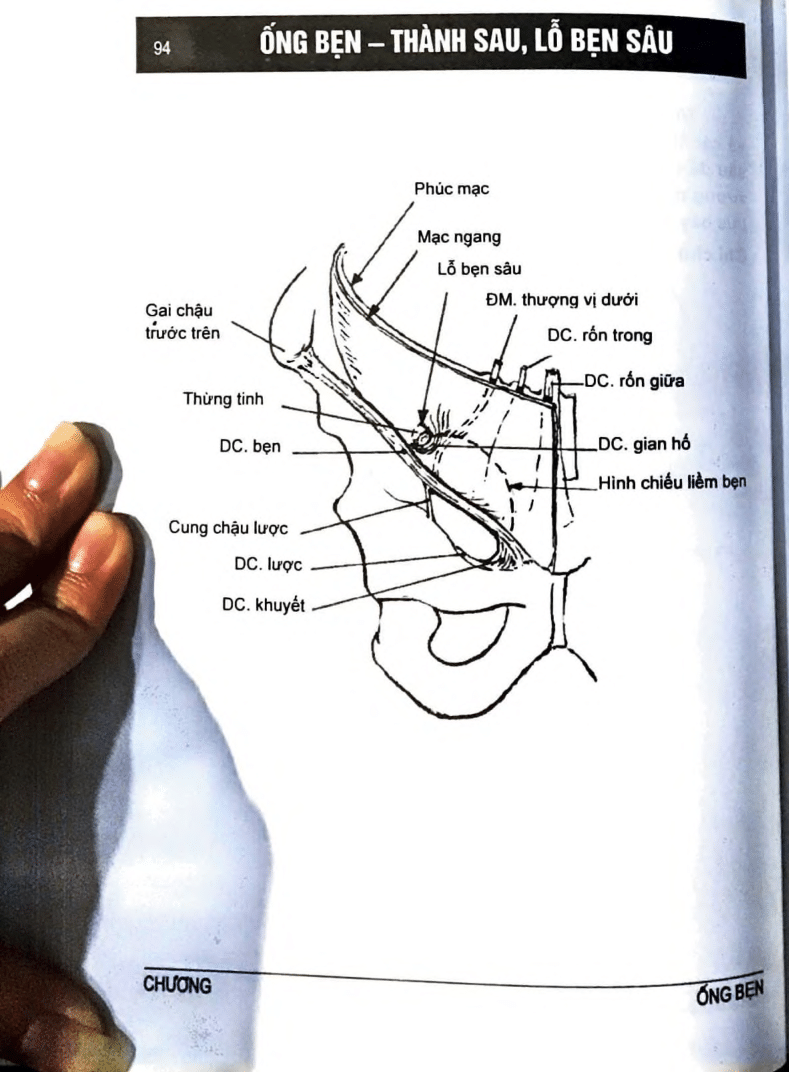 94
ỐNG BẸN – THÀNH SAU, LỖ BẸN SÂU
Phúc mạc
Mạc ngang
Lỗ bẹn sâu
ĐM. thượng vị dưới
Gai chậu
trước trên
DC. rốn trong
DC. rốn giữa
Thừng tinh
DC. bẹn
DC. gian hố
Hình chiếu liềm bẹn
Cung chậu lược
DC. lược
DC. khuyết
CHƯƠNG
ỐNG BẸN